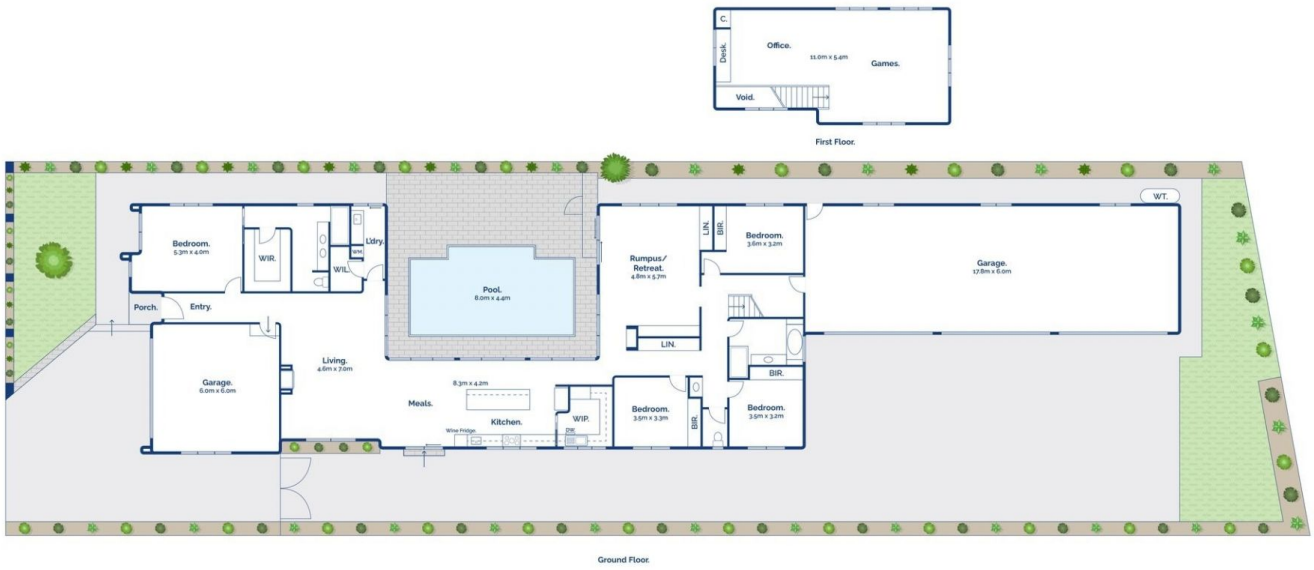 C.
Desk.
Office.
11.0m x 5.4m
Games.
Void.
First Floor.
WT.
Bedroom.
5.3m x 4.0m
WIR.
WIL.
WM
L'dry.
Pool.
8.0m x 4.4m
Rumpus/
Retreat.
4.8m x 5.7m
LIN.
BIR.
Bedroom.
3.6m x 3.2m
Garage.
17.8m x 6.0m
Porch.
Entry.
Garage.
6.0m x 6.0m
Living.
4.6m x 7.0m
8.3m x 4.2m
Meals.
Kitchen.
Wine Fridge.
WIP.
DW.
LIN.
Bedroom.
3.5m x 3.3m
BIR.
BIR.
Bedroom.
3.5m x 3.2m
Ground Floor.